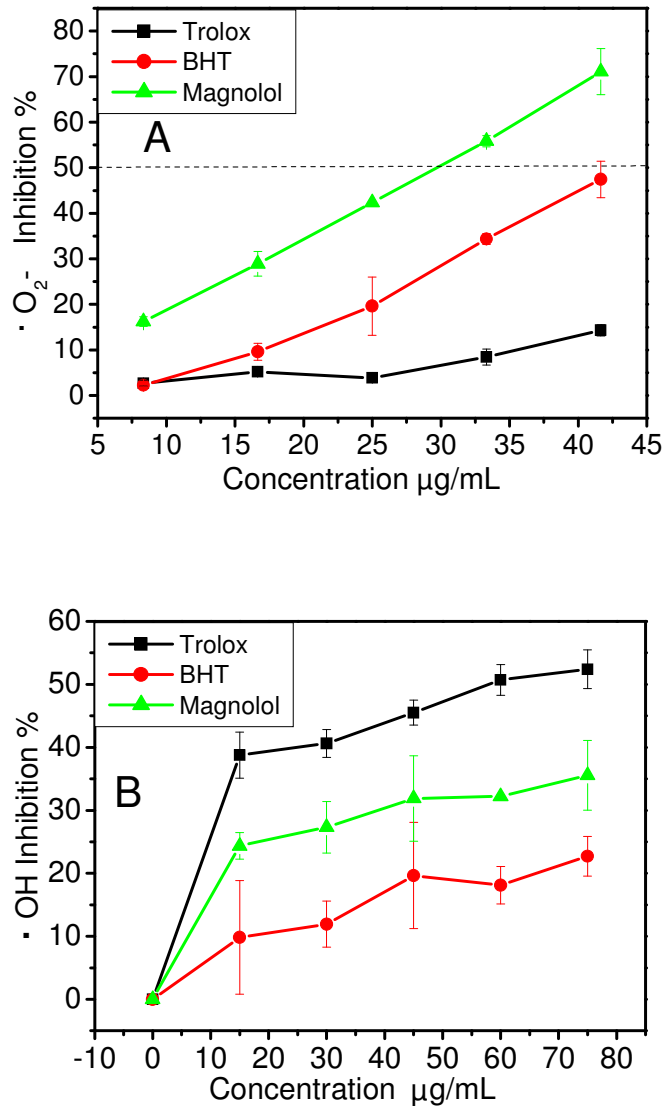 80
70
60
50
40
30
20
10
0
· O2- Inhibition %
Trolox
BHT
Magnolol
A
5 10 15 20 25 30 35 40 45
Concentration μg/mL
60
50
40
30
20
10
0
· OH Inhibition %
Trolox
BHT
Magnolol
B
-10 0 10 20 30 40 50 60 70 80
Concentration μg/mL